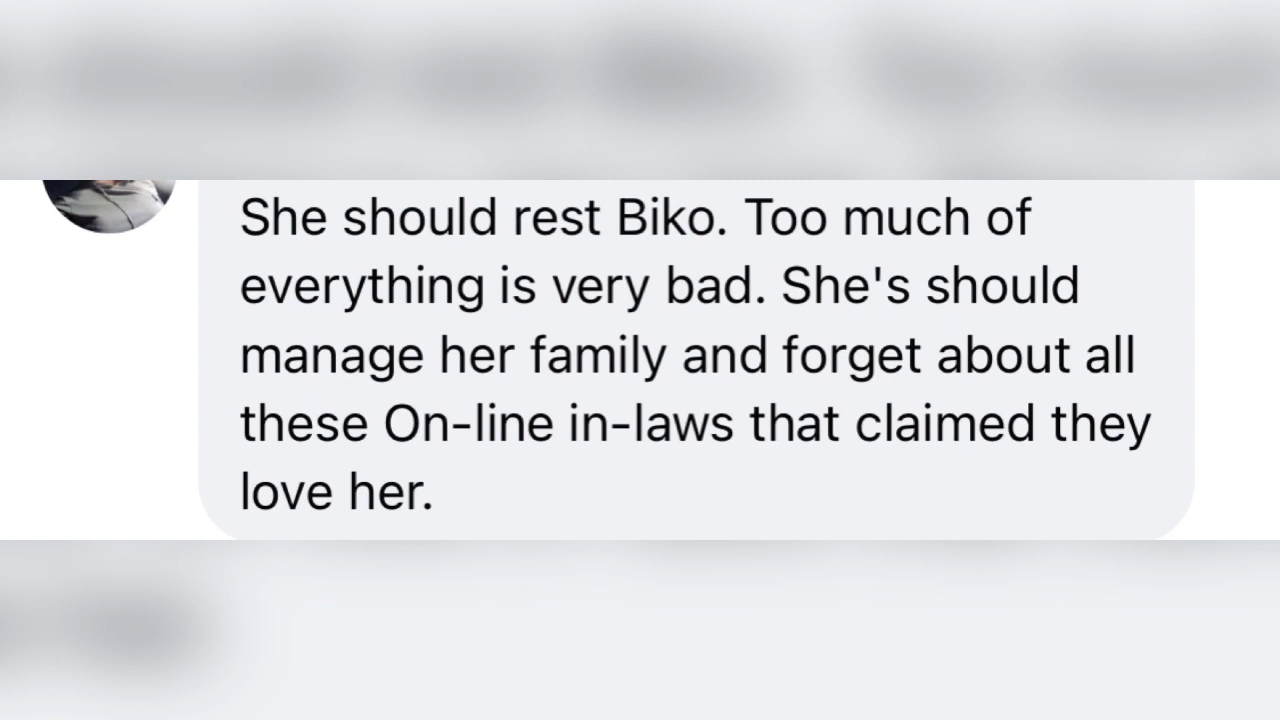 She should rest Biko. Too much of
everything is very bad. She's should
manage her family and forget about all
these On-line in-laws that claimed they
love her.